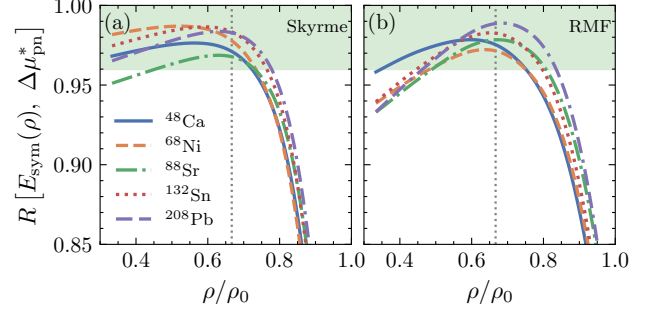 R [E_sym(ρ), Δμ*_pn]
1.00
0.95
0.90
0.85
(a)
Skyrme
⁴⁸Ca
⁶⁸Ni
⁸⁸Sr
¹³²Sn
²⁰⁸Pb
0.4 0.6 0.8 1.0
ρ/ρ₀
(b)
RMF
0.4 0.6 0.8 1.0
ρ/ρ₀